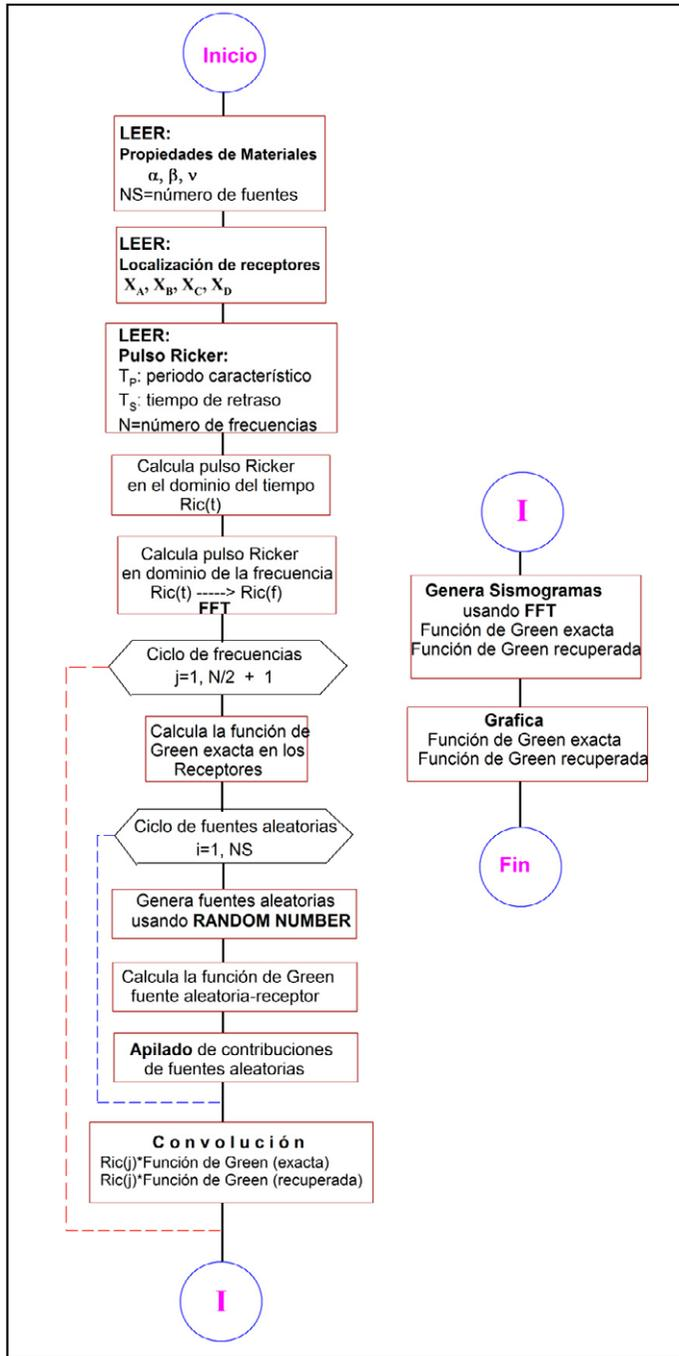 Inicio
LEER:
Propiedades de Materiales
α, β, ν
NS=número de fuentes
LEER:
Localización de receptores
X_A, X_B, X_C, X_D
LEER:
Pulso Ricker:
T_P: periodo característico
T_S: tiempo de retraso
N=número de frecuencias
Calcula pulso Ricker
en el dominio del tiempo
Ric(t)
Calcula pulso Ricker
en dominio de la frecuencia
Ric(t) -----> Ric(f)
FFT
Ciclo de frecuencias
j=1, N/2 + 1
Calcula la función de
Green exacta en los
Receptores
Ciclo de fuentes aleatorias
i=1, NS
Genera fuentes aleatorias
usando RANDOM NUMBER
Calcula la función de Green
fuente aleatoria-receptor
Apilado de contribuciones
de fuentes aleatorias
Convolución
Ric(j)*Función de Green (exacta)
Ric(j)*Función de Green (recuperada)
I
I
Genera Sismogramas
usando FFT
Función de Green exacta
Función de Green recuperada
Grafica
Función de Green exacta
Función de Green recuperada
Fin